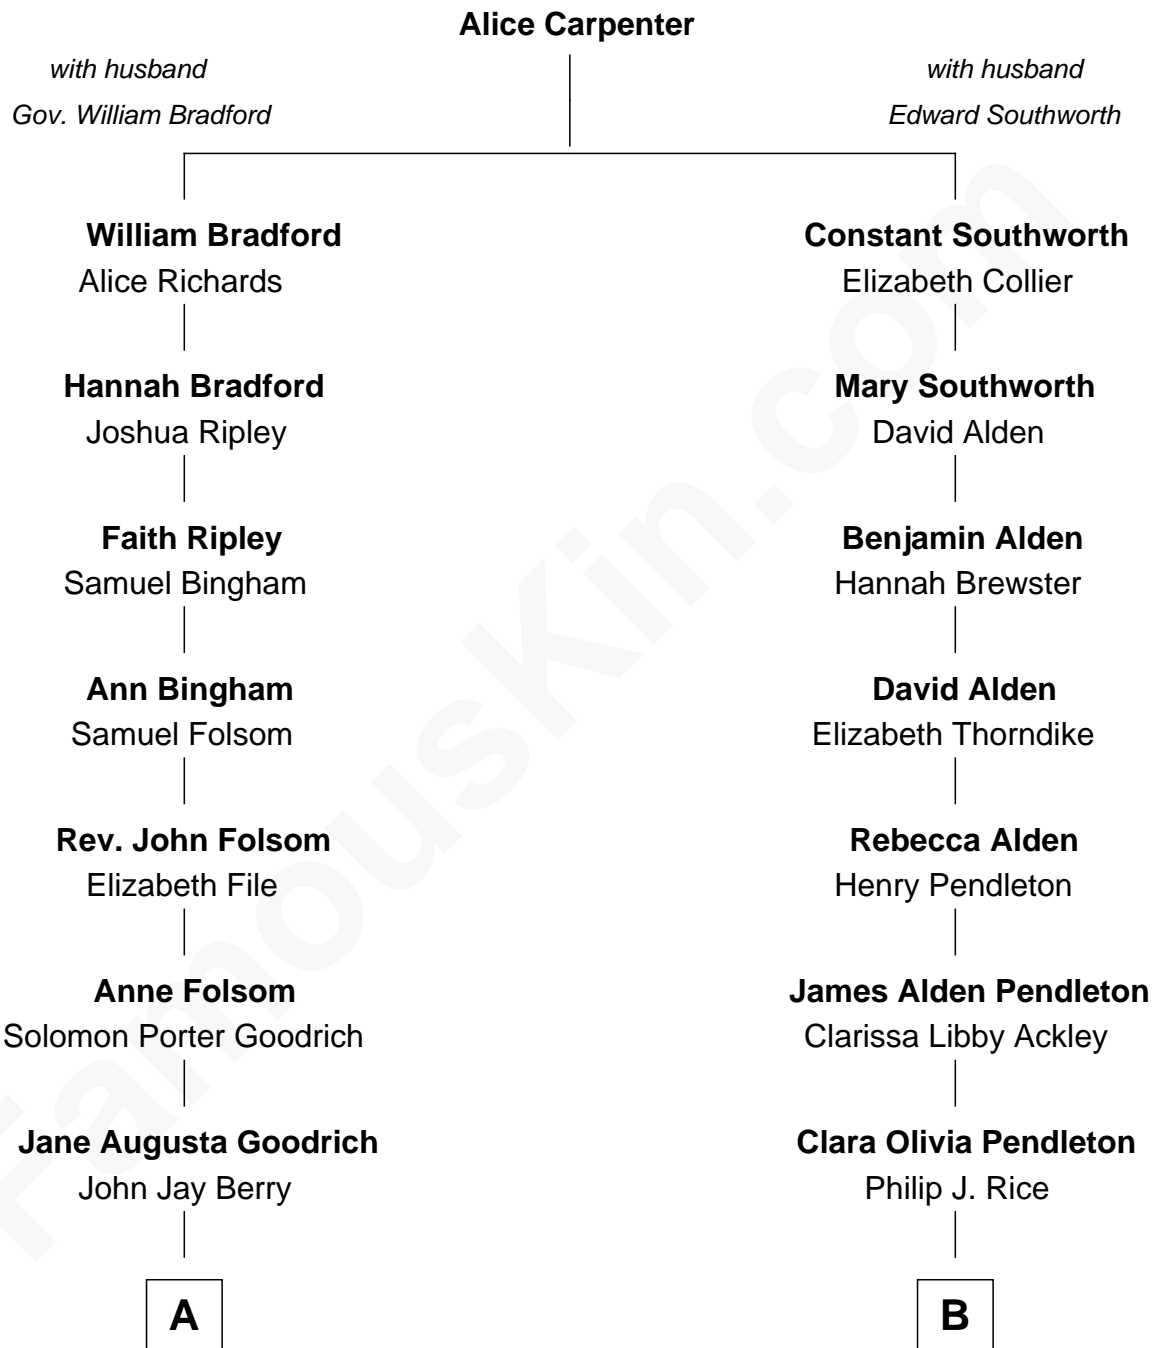 Alice Carpenter
with husband
Gov. William Bradford
with husband
Edward Southworth
William Bradford
Alice Richards
Constant Southworth
Elizabeth Collier
Hannah Bradford
Joshua Ripley
Mary Southworth
David Alden
Faith Ripley
Samuel Bingham
Benjamin Alden
Hannah Brewster
Ann Bingham
Samuel Folsom
David Alden
Elizabeth Thorndike
Rev. John Folsom
Elizabeth File
Rebecca Alden
Henry Pendleton
Anne Folsom
Solomon Porter Goodrich
James Alden Pendleton
Clarissa Libby Ackley
Jane Augusta Goodrich
John Jay Berry
Clara Olivia Pendleton
Philip J. Rice
A
B
FamousKin.com